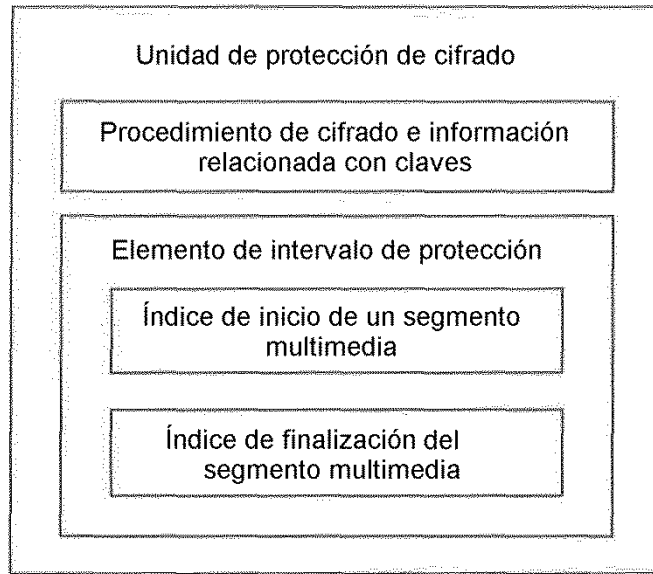 Unidad de protección de cifrado
Procedimiento de cifrado e información
relacionada con claves
Elemento de intervalo de protección
Índice de inicio de un segmento
multimedia
Índice de finalización del
segmento multimedia